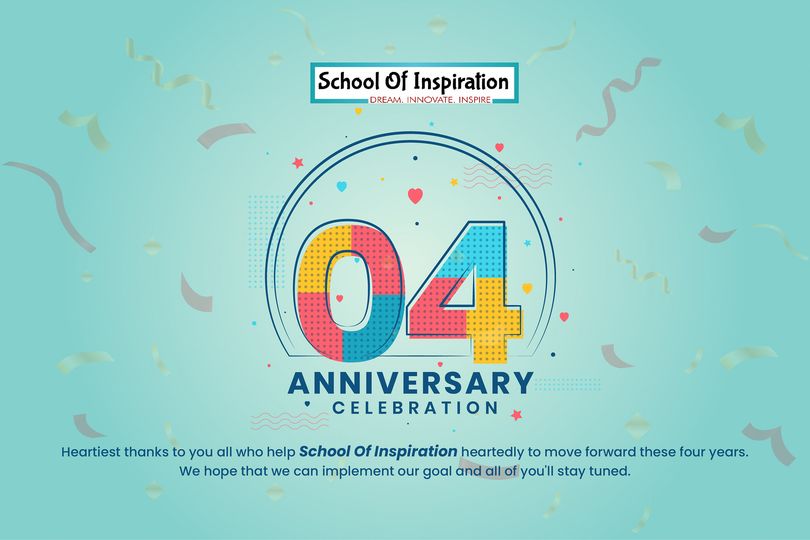 School Of Inspiration
DREAM. INNOVATE. INSPIRE
04
ANNIVERSARY
CELEBRATION
Heartiest thanks to you all who help School Of Inspiration heartedly to move forward these four years.
We hope that we can implement our goal and all of you'll stay tuned.